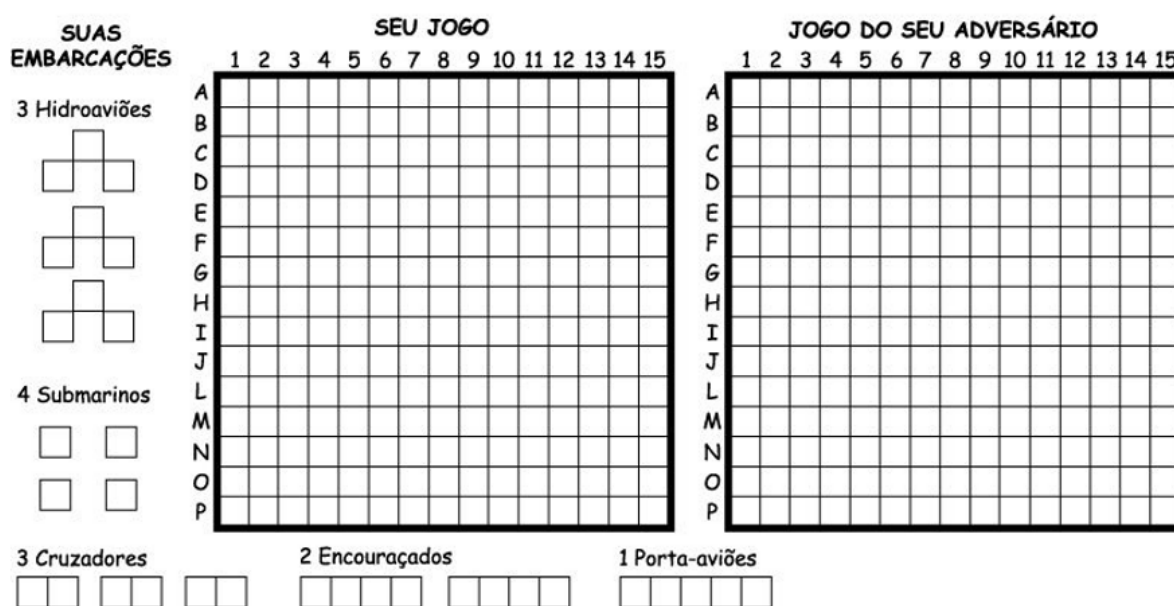 SUAS
EMBARCAÇÕES
3 Hidroaviões
4 Submarinos
SEU JOGO
1 2 3 4 5 6 7 8 9 10 11 12 13 14 15
A
B
C
D
E
F
G
H
I
J
L
M
N
O
P
JOGO DO SEU ADVERSÁRIO
1 2 3 4 5 6 7 8 9 10 11 12 13 14 15
A
B
C
D
E
F
G
H
I
J
L
M
N
O
P
3 Cruzadores
2 Encouraçados
1 Porta-aviões